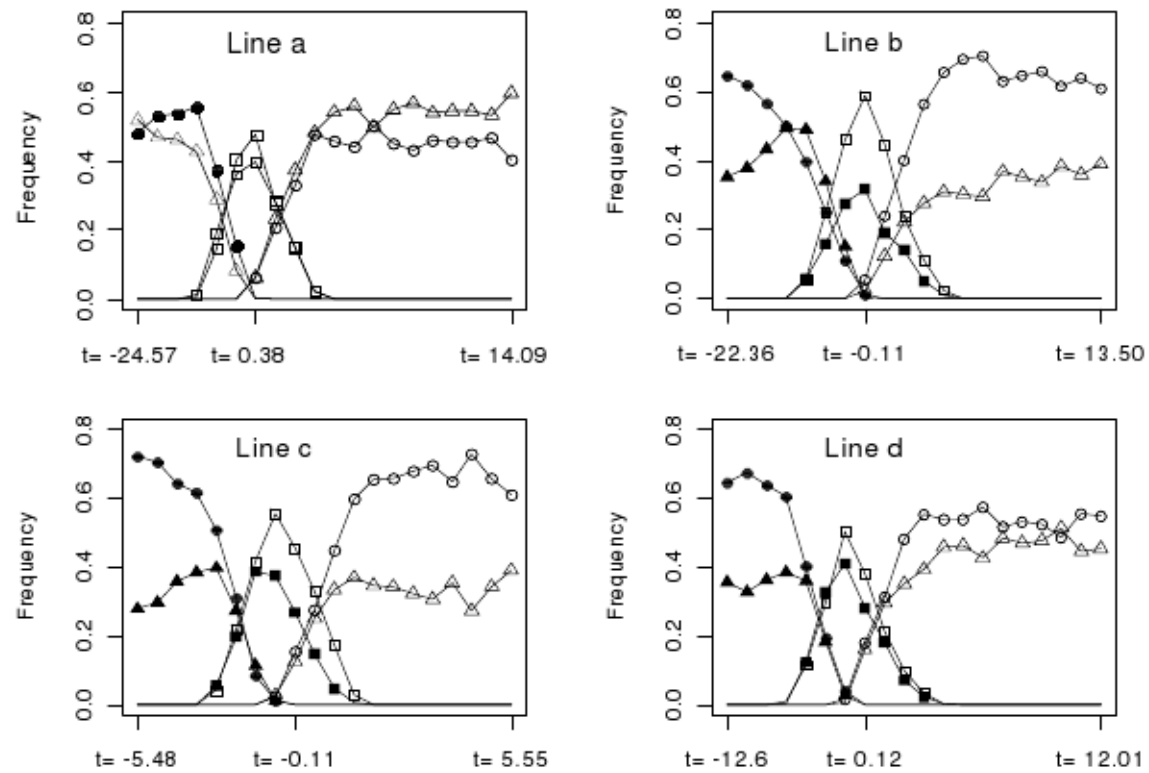 Line a
Frequency
0.8
0.6
0.4
0.2
0.0
t= -24.57 t= 0.38 t= 14.09
Line b
Frequency
0.8
0.6
0.4
0.2
0.0
t= -22.36 t= -0.11 t= 13.50
Line c
Frequency
0.8
0.6
0.4
0.2
0.0
t= -5.48 t= -0.11 t= 5.55
Line d
Frequency
0.8
0.6
0.4
0.2
0.0
t= -12.6 t= 0.12 t= 12.01